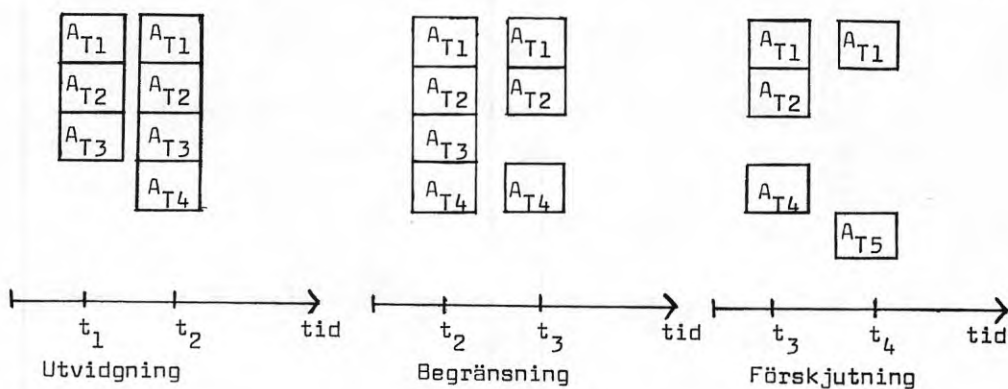 A_T1 A_T1 A_T1 A_T1 A_T1 A_T1
A_T2 A_T2 A_T2 A_T2 A_T2
A_T3 A_T3 A_T3
A_T4 A_T4 A_T4 A_T4
A_T5
t_1 t_2 tid t_2 t_3 tid t_3 t_4 tid
Utvidgning Begränsning Förskjutning